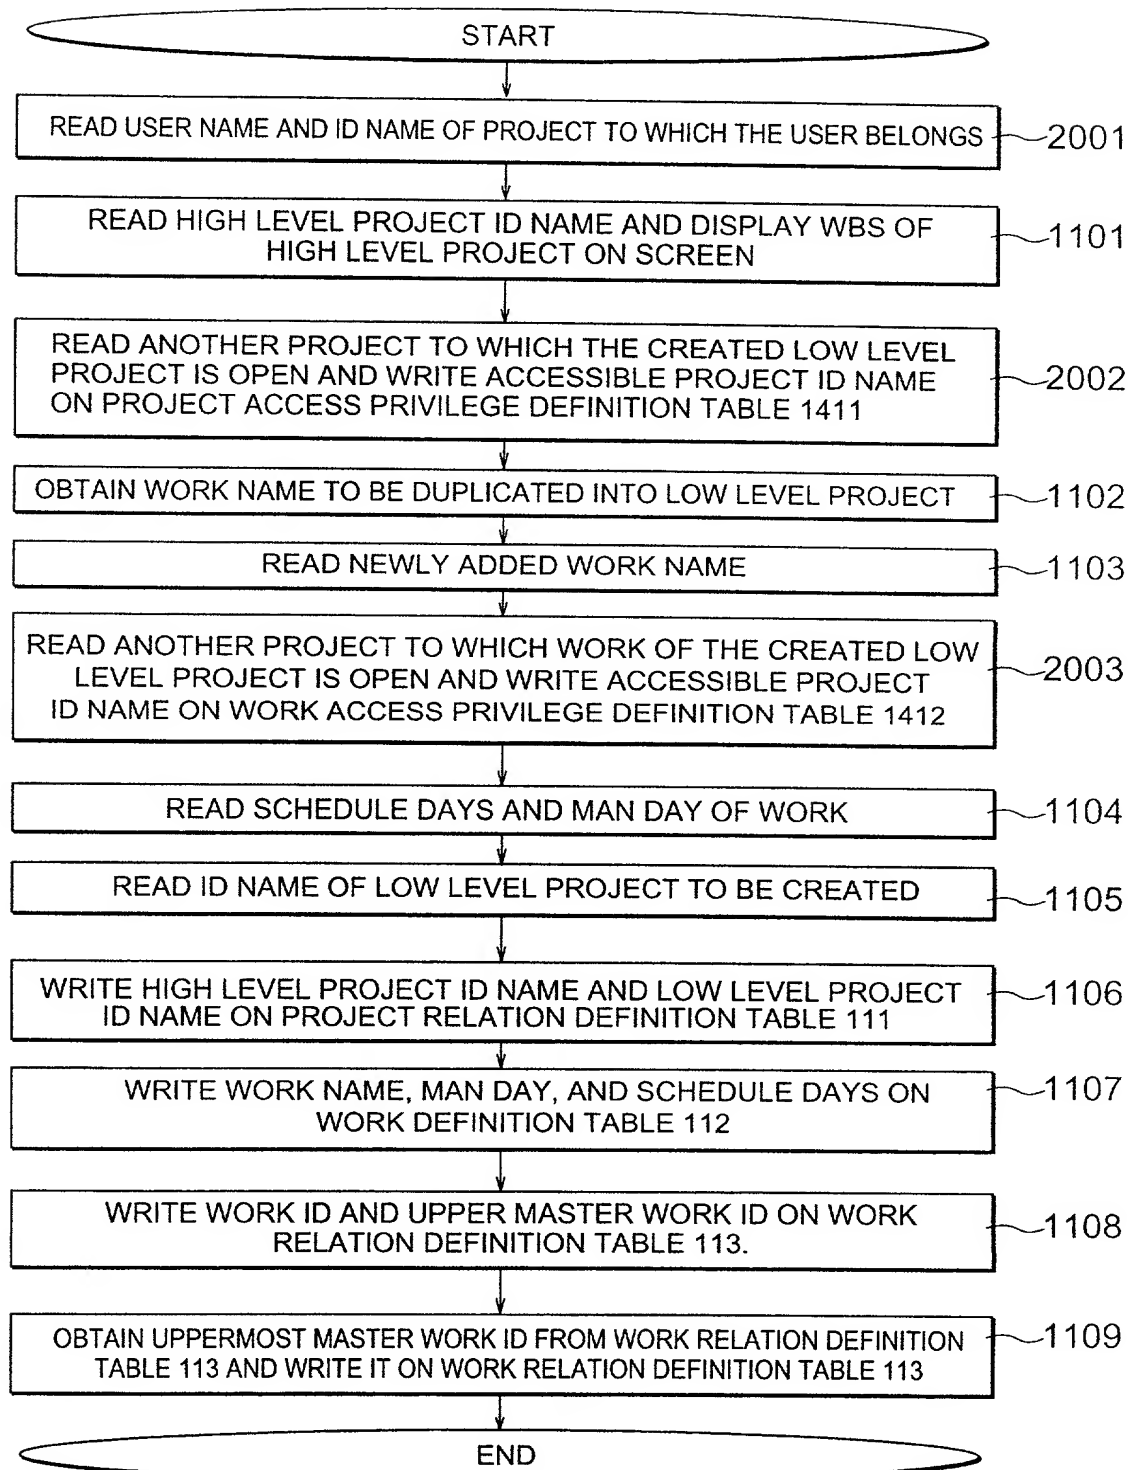 START
READ USER NAME AND ID NAME OF PROJECT TO WHICH THE USER BELONGS
2001
READ HIGH LEVEL PROJECT ID NAME AND DISPLAY WBS OF
HIGH LEVEL PROJECT ON SCREEN
1101
READ ANOTHER PROJECT TO WHICH THE CREATED LOW LEVEL
PROJECT IS OPEN AND WRITE ACCESSIBLE PROJECT ID NAME
ON PROJECT ACCESS PRIVILEGE DEFINITION TABLE 1411
2002
OBTAIN WORK NAME TO BE DUPLICATED INTO LOW LEVEL PROJECT
1102
READ NEWLY ADDED WORK NAME
1103
READ ANOTHER PROJECT TO WHICH WORK OF THE CREATED LOW
LEVEL PROJECT IS OPEN AND WRITE ACCESSIBLE PROJECT
ID NAME ON WORK ACCESS PRIVILEGE DEFINITION TABLE 1412
2003
READ SCHEDULE DAYS AND MAN DAY OF WORK
1104
READ ID NAME OF LOW LEVEL PROJECT TO BE CREATED
1105
WRITE HIGH LEVEL PROJECT ID NAME AND LOW LEVEL PROJECT
ID NAME ON PROJECT RELATION DEFINITION TABLE 111
1106
WRITE WORK NAME, MAN DAY, AND SCHEDULE DAYS ON
WORK DEFINITION TABLE 112
1107
WRITE WORK ID AND UPPER MASTER WORK ID ON WORK
RELATION DEFINITION TABLE 113.
1108
OBTAIN UPPERMOST MASTER WORK ID FROM WORK RELATION DEFINITION
TABLE 113 AND WRITE IT ON WORK RELATION DEFINITION TABLE 113
1109
END